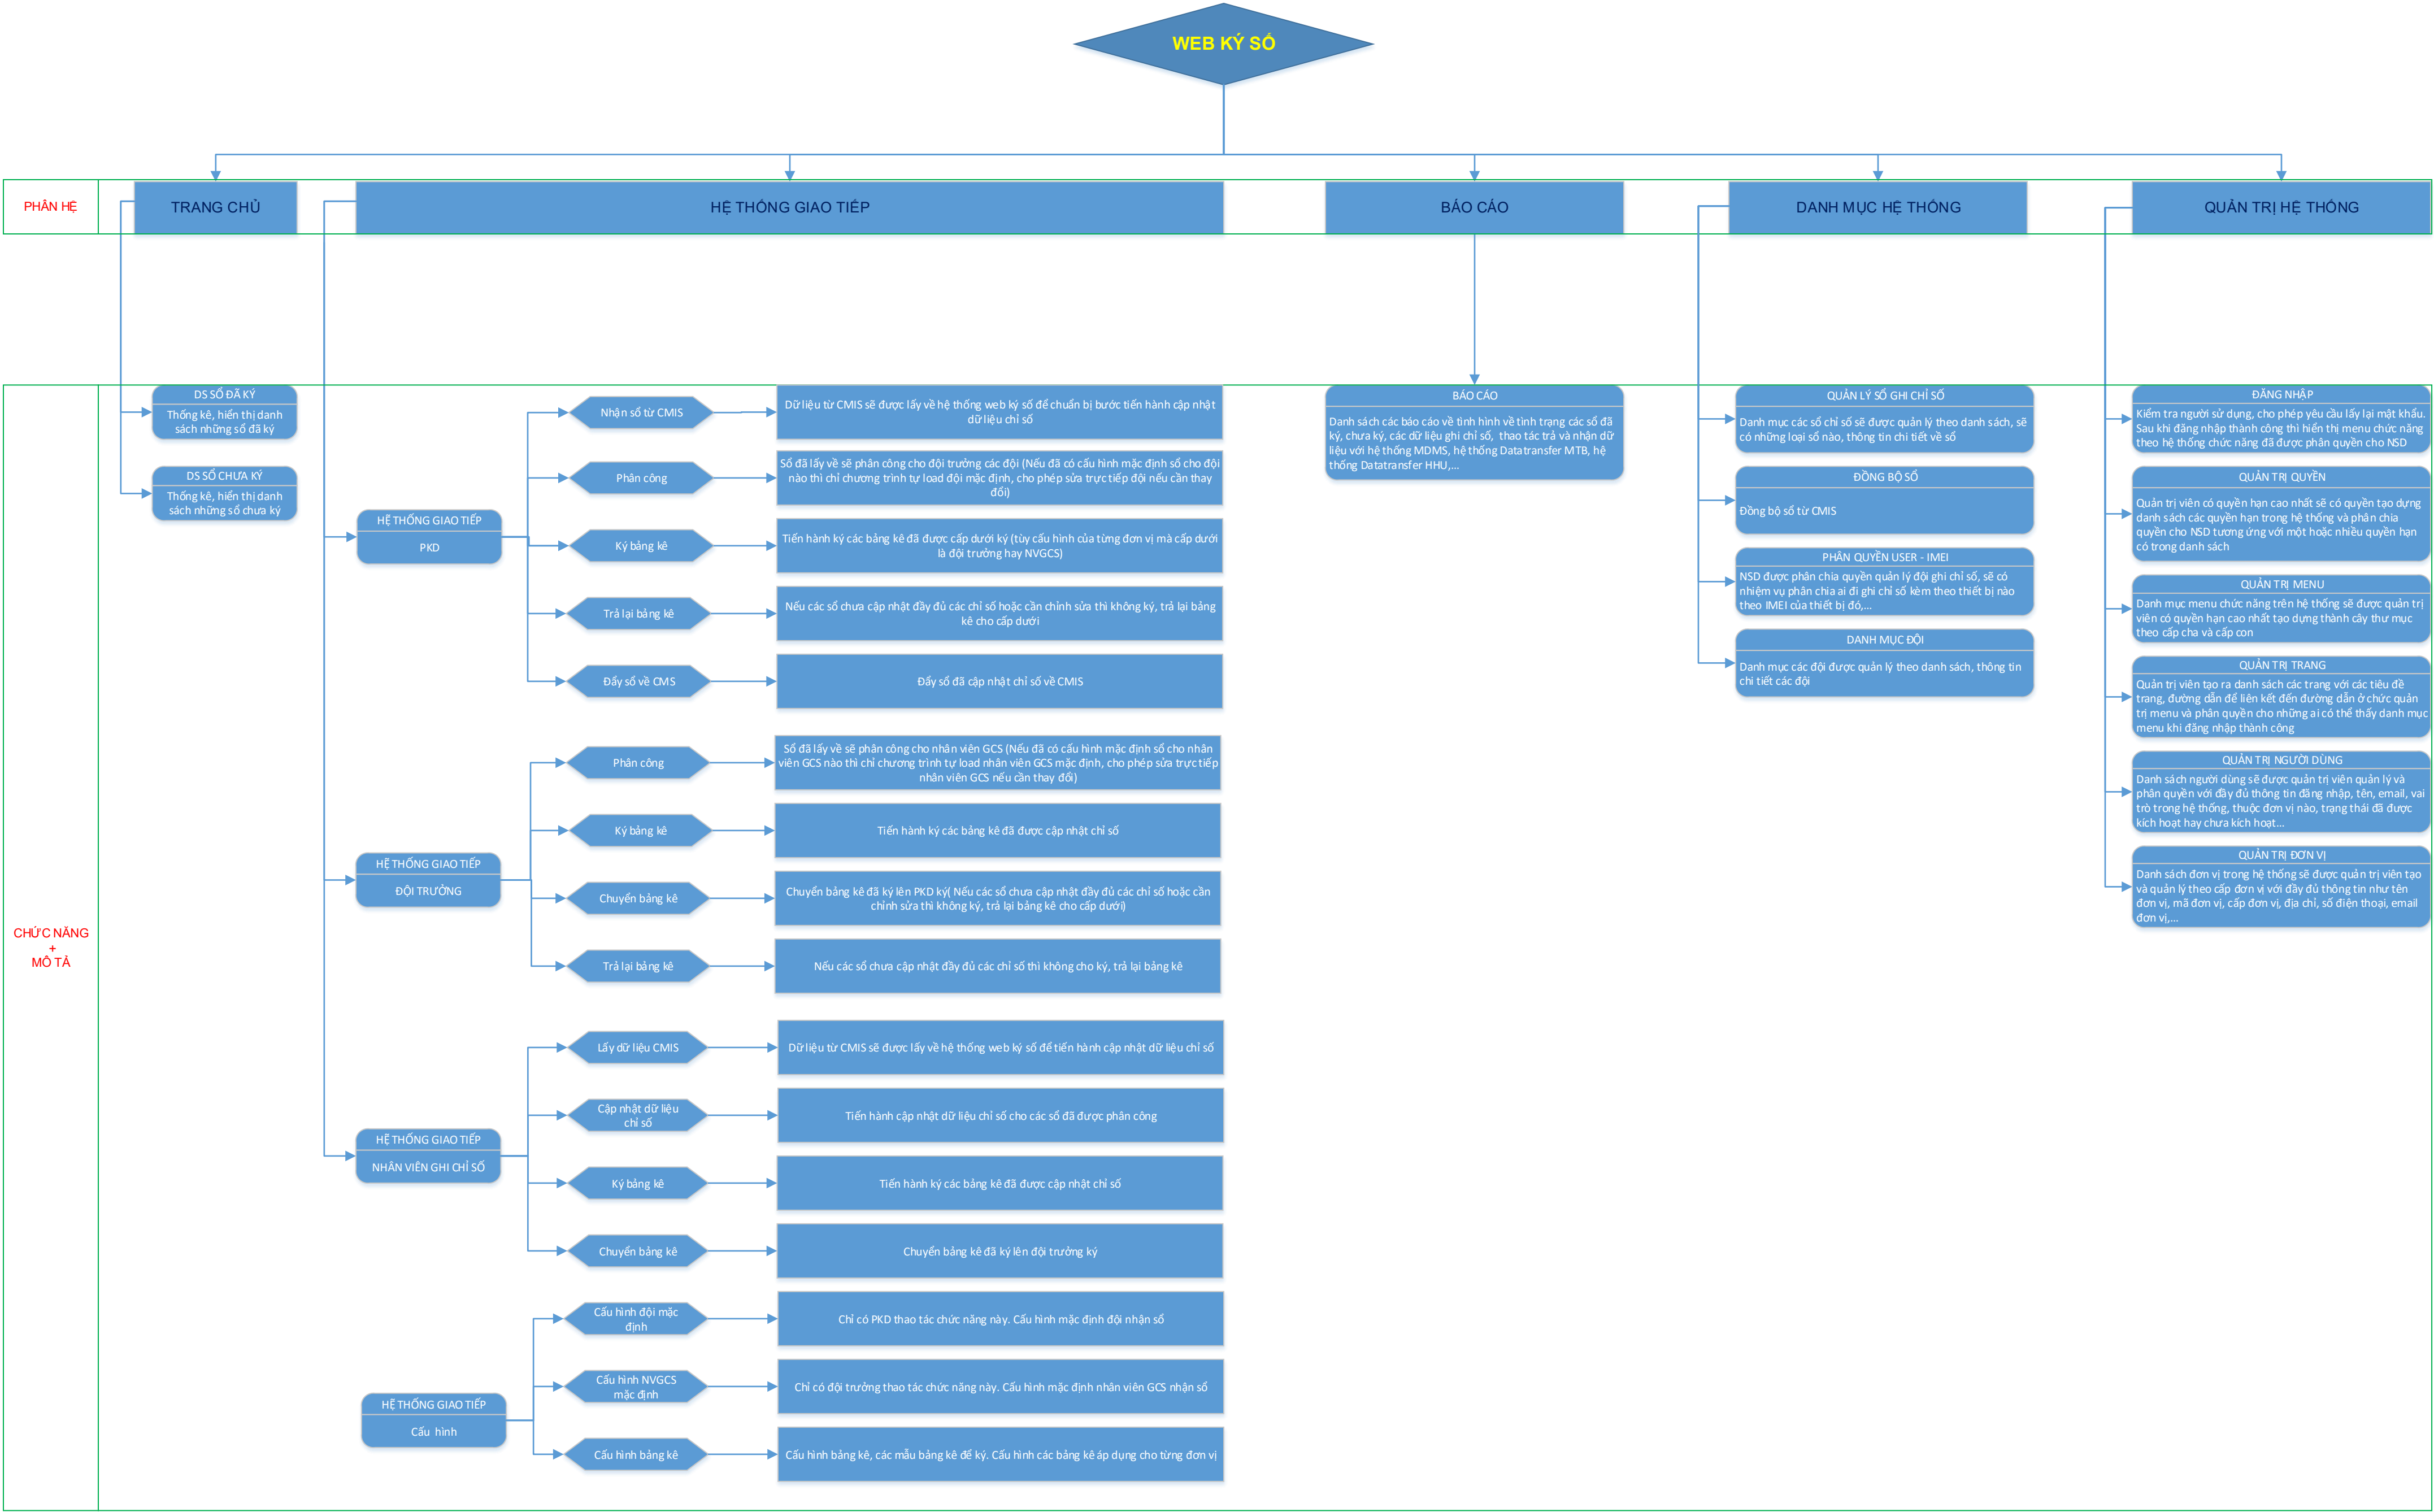 WEB KÝ SỐ
PHÂN HỆ
TRANG CHỦ
HỆ THỐNG GIAO TIẾP
BÁO CÁO
DANH MỤC HỆ THỐNG
QUẢN TRỊ HỆ THỐNG
CHỨC NĂNG
+
MÔ TẢ
DS SỔ ĐÃ KÝ
Thống kê, hiển thị danh
sách những sổ đã ký
DS SỔ CHƯA KÝ
Thống kê, hiển thị danh
sách những sổ chưa ký
HỆ THỐNG GIAO TIẾP
PKD
Nhận sổ từ CMIS
Dữ liệu từ CMIS sẽ được lấy về hệ thống web ký số để chuẩn bị bước tiến hành cập nhật
dữ liệu chỉ số
Phân công
Sổ đã lấy về sẽ phân công cho đội trưởng các đội (Nếu đã có cấu hình mặc định sổ cho đội
nào thì chỉ chương trình tự load đội mặc định, cho phép sửa trực tiếp đội nếu cần thay
đổi)
Ký bảng kê
Tiến hành ký các bảng kê đã được cấp dưới ký (tùy cấu hình của từng đơn vị mà cấp dưới
là đội trưởng hay NVGCS)
Trả lại bảng kê
Nếu các sổ chưa cập nhật đầy đủ các chỉ số hoặc cần chỉnh sửa thì không ký, trả lại bảng
kê cho cấp dưới
Đẩy sổ về CMS
Đẩy sổ đã cập nhật chỉ số về CMIS
HỆ THỐNG GIAO TIẾP
ĐỘI TRƯỞNG
Phân công
Sổ đã lấy về sẽ phân công cho nhân viên GCS (Nếu đã có cấu hình mặc định sổ cho nhân
viên GCS nào thì chỉ chương trình tự load nhân viên GCS mặc định, cho phép sửa trực tiếp
nhân viên GCS nếu cần thay đổi)
Ký bảng kê
Tiến hành ký các bảng kê đã được cập nhật chỉ số
Chuyển bảng kê
Chuyển bảng kê đã ký lên PKD ký( Nếu các sổ chưa cập nhật đầy đủ các chỉ số hoặc cần
chỉnh sửa thì không ký, trả lại bảng kê cho cấp dưới)
Trả lại bảng kê
Nếu các sổ chưa cập nhật đầy đủ các chỉ số thì không cho ký, trả lại bảng kê
HỆ THỐNG GIAO TIẾP
NHÂN VIÊN GHI CHỈ SỐ
Lấy dữ liệu CMIS
Dữ liệu từ CMIS sẽ được lấy về hệ thống web ký số để tiến hành cập nhật dữ liệu chỉ số
Cập nhật dữ liệu
chỉ số
Tiến hành cập nhật dữ liệu chỉ số cho các sổ đã được phân công
Ký bảng kê
Tiến hành ký các bảng kê đã được cập nhật chỉ số
Chuyển bảng kê
Chuyển bảng kê đã ký lên đội trưởng ký
HỆ THỐNG GIAO TIẾP
Cấu hình
Cấu hình đội mặc
định
Chỉ có PKD thao tác chức năng này. Cấu hình mặc định đội nhận sổ
Cấu hình NVGCS
mặc định
Chỉ có đội trưởng thao tác chức năng này. Cấu hình mặc định nhân viên GCS nhận sổ
Cấu hình bảng kê
Cấu hình bảng kê, các mẫu bảng kê để ký. Cấu hình các bảng kê áp dụng cho từng đơn vị
BÁO CÁO
Danh sách các báo cáo về tình hình về tình trạng các sổ đã
ký, chưa ký, các dữ liệu ghi chỉ số, thao tác trả và nhận dữ
liệu với hệ thống MDMS, hệ thống Datatransfer MTB, hệ
thống Datatransfer HHU,...
QUẢN LÝ SỔ GHI CHỈ SỐ
Danh mục các sổ chỉ số sẽ được quản lý theo danh sách, sẽ
có những loại sổ nào, thông tin chi tiết về sổ
ĐỒNG BỘ SỔ
Đồng bộ sổ từ CMIS
PHÂN QUYỀN USER - IMEI
NSD được phân chia quyền quản lý đội ghi chỉ số, sẽ có
nhiệm vụ phân chia ai đi ghi chỉ số kèm theo thiết bị nào
theo IMEI của thiết bị đó,...
DANH MỤC ĐỘI
Danh mục các đội được quản lý theo danh sách, thông tin
chi tiết các đội
ĐĂNG NHẬP
Kiểm tra người sử dụng, cho phép yêu cầu lấy lại mật khẩu.
Sau khi đăng nhập thành công thì hiển thị menu chức năng
theo hệ thống chức năng đã được phân quyền cho NSD
QUẢN TRỊ QUYỀN
Quản trị viên có quyền hạn cao nhất sẽ có quyền tạo dựng
danh sách các quyền hạn trong hệ thống và phân chia
quyền cho NSD tương ứng với một hoặc nhiều quyền hạn
có trong danh sách
QUẢN TRỊ MENU
Danh mục menu chức năng trên hệ thống sẽ được quản trị
viên có quyền hạn cao nhất tạo dựng thành cây thư mục
theo cấp cha và cấp con
QUẢN TRỊ TRANG
Quản trị viên tạo ra danh sách các trang với các tiêu đề
trang, đường dẫn để liên kết đến đường dẫn ở chức quản
trị menu và phân quyền cho những ai có thể thấy danh mục
menu khi đăng nhập thành công
QUẢN TRỊ NGƯỜI DÙNG
Danh sách người dùng sẽ được quản trị viên quản lý và
phân quyền với đầy đủ thông tin đăng nhập, tên, email, vai
trò trong hệ thống, thuộc đơn vị nào, trạng thái đã được
kích hoạt hay chưa kích hoạt...
QUẢN TRỊ ĐƠN VỊ
Danh sách đơn vị trong hệ thống sẽ được quản trị viên tạo
và quản lý theo cấp đơn vị với đầy đủ thông tin như tên
đơn vị, mã đơn vị, cấp đơn vị, địa chỉ, số điện thoại, email
đơn vị,...